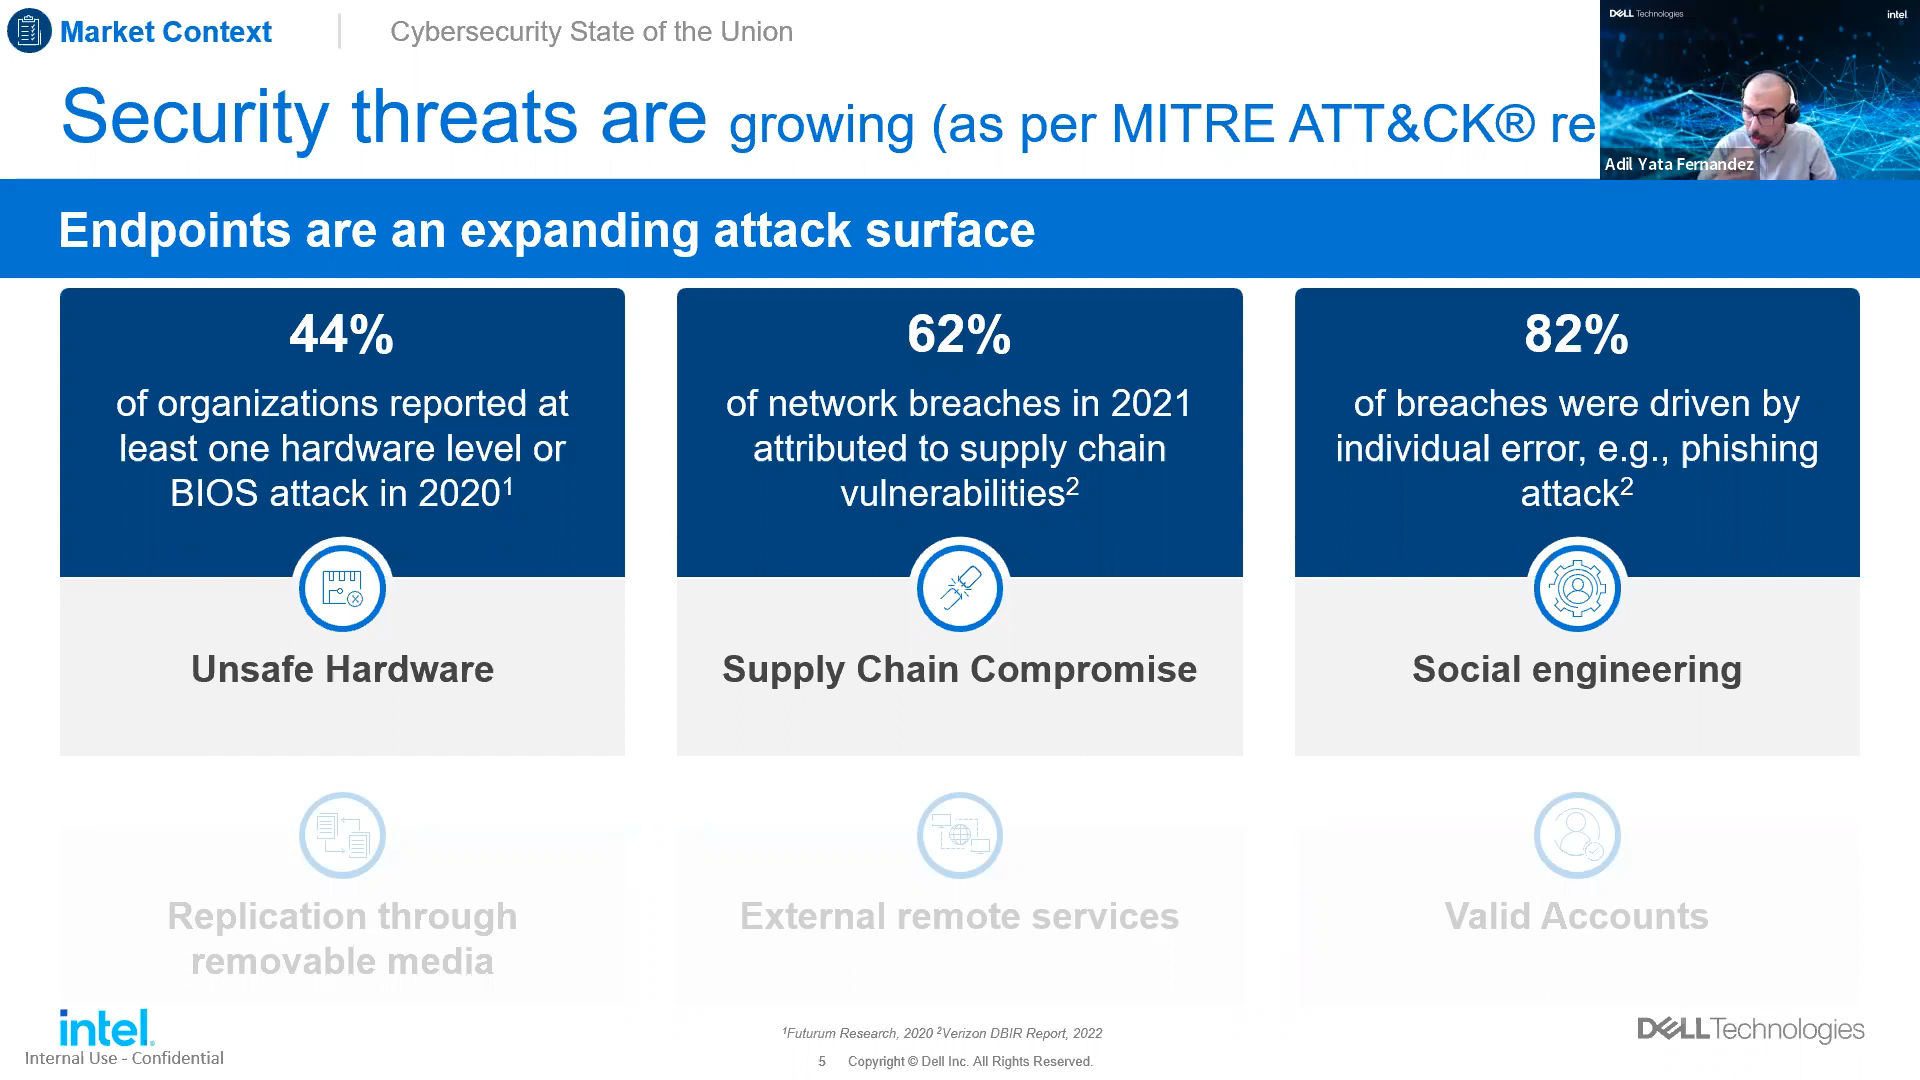 Market Context
Cybersecurity State of the Union
DELL Technologies
intel
Security threats are growing (as per MITRE ATT&CK® re
Adil Yata Fernandez
Endpoints are an expanding attack surface
44%
of organizations reported at
least one hardware level or
BIOS attack in 2020¹
Unsafe Hardware
62%
of network breaches in 2021
attributed to supply chain
vulnerabilities²
Supply Chain Compromise
82%
of breaches were driven by
individual error, e.g., phishing
attack²
Social engineering
Replication through
removable media
External remote services
Valid Accounts
intel.
Internal Use - Confidential
¹Futurum Research, 2020 ²Verizon DBIR Report, 2022
5 Copyright © Dell Inc. All Rights Reserved.
DELLTechnologies